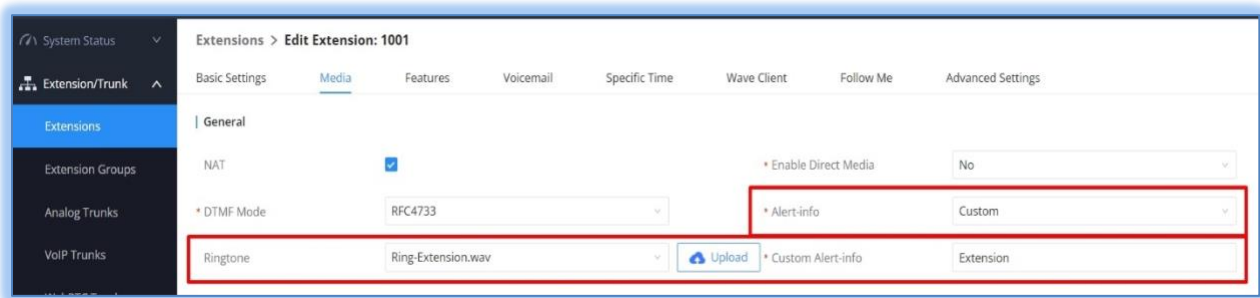 System Status
Extensions > Edit Extension: 1001
Extension/Trunk
Basic Settings Media Features Voicemail Specific Time Wave Client Follow Me Advanced Settings
Extensions
General
Extension Groups
NAT
* Enable Direct Media No
Analog Trunks
* DTMF Mode RFC4733
* Alert-info Custom
VoIP Trunks
Ringtone Ring-Extension.wav Upload
* Custom Alert-info Extension